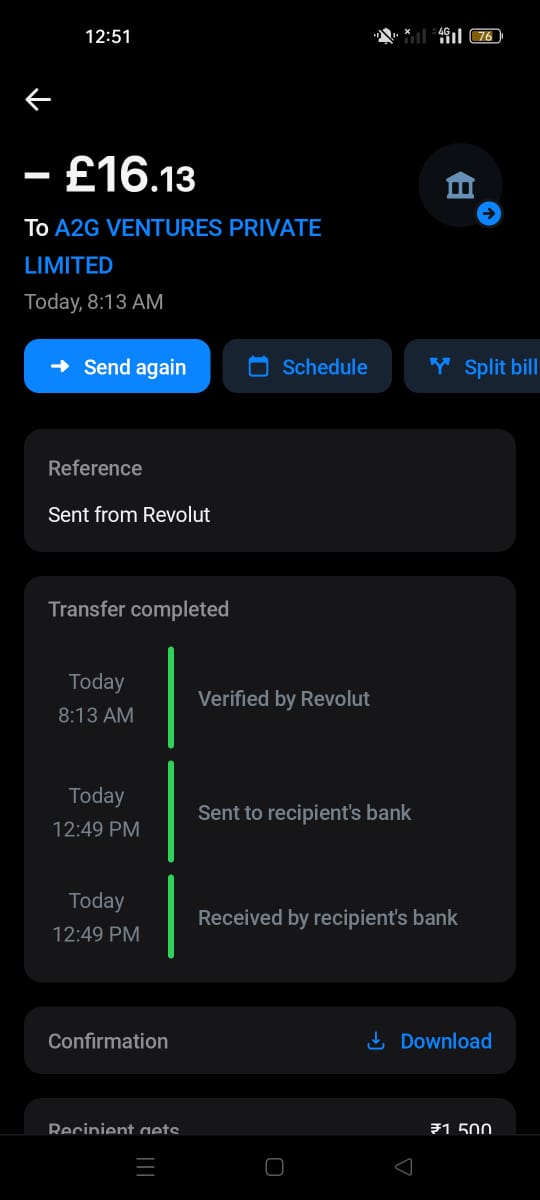 12:51
4G
76
– £16.13
To A2G VENTURES PRIVATE
LIMITED
Today, 8:13 AM
Send again
Schedule
Split bill
Reference
Sent from Revolut
Transfer completed
Today
8:13 AM
Verified by Revolut
Today
12:49 PM
Sent to recipient's bank
Today
12:49 PM
Received by recipient's bank
Confirmation
Download
Recipient gets
₹1,500